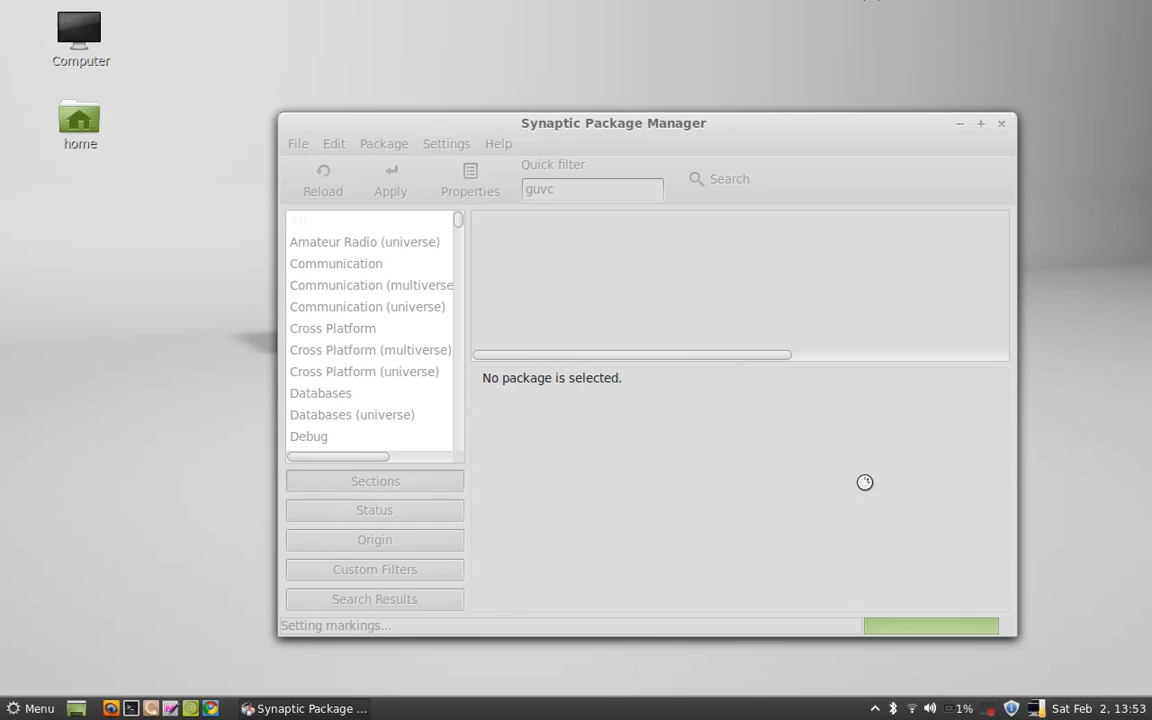 Computer
home
Synaptic Package Manager
File Edit Package Settings Help
Reload
Apply
Properties
Quick filter
guvc
Search
All
Amateur Radio (universe)
Communication
Communication (multiverse
Communication (universe)
Cross Platform
Cross Platform (multiverse)
Cross Platform (universe)
Databases
Databases (universe)
Debug
No package is selected.
Sections
Status
Origin
Custom Filters
Search Results
Setting markings...
Menu
Synaptic Package ...
1%
Sat Feb 2, 13:53